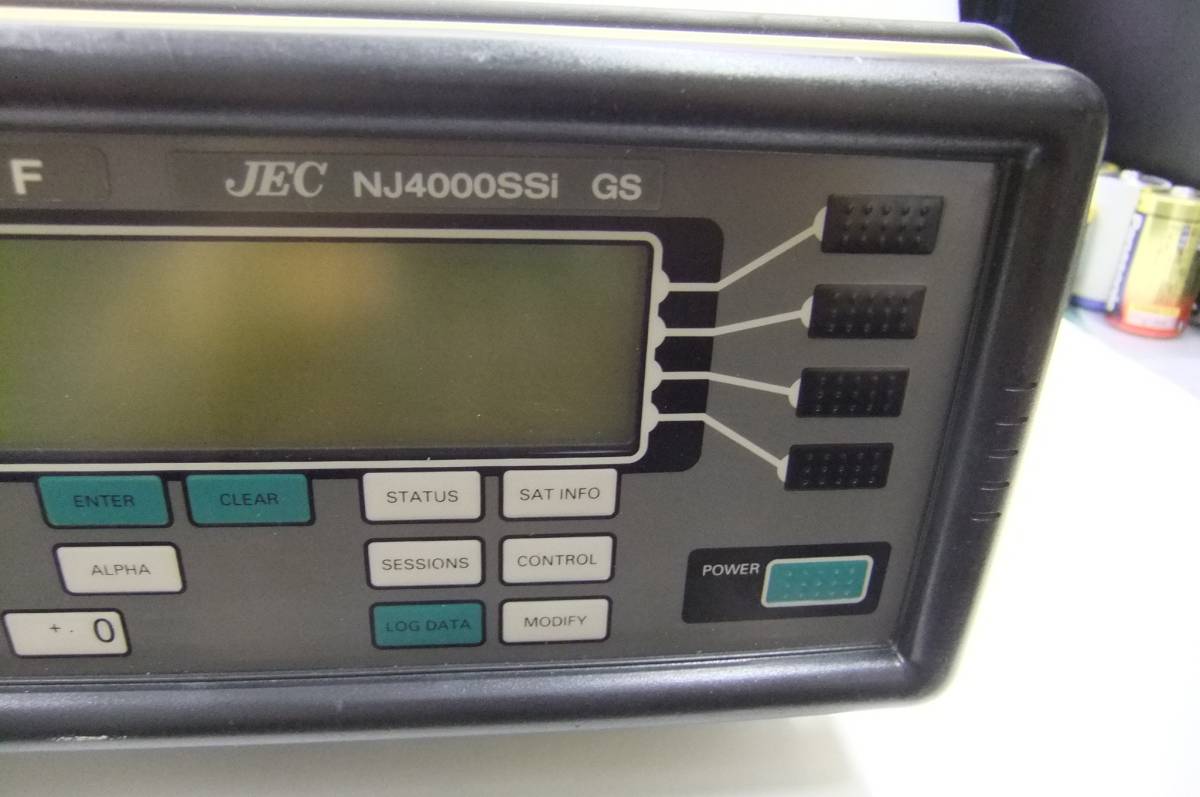 F
JEC NJ4000SSi GS
ENTER CLEAR STATUS SAT INFO
ALPHA SESSIONS CONTROL POWER
+ . 0 LOG DATA MODIFY